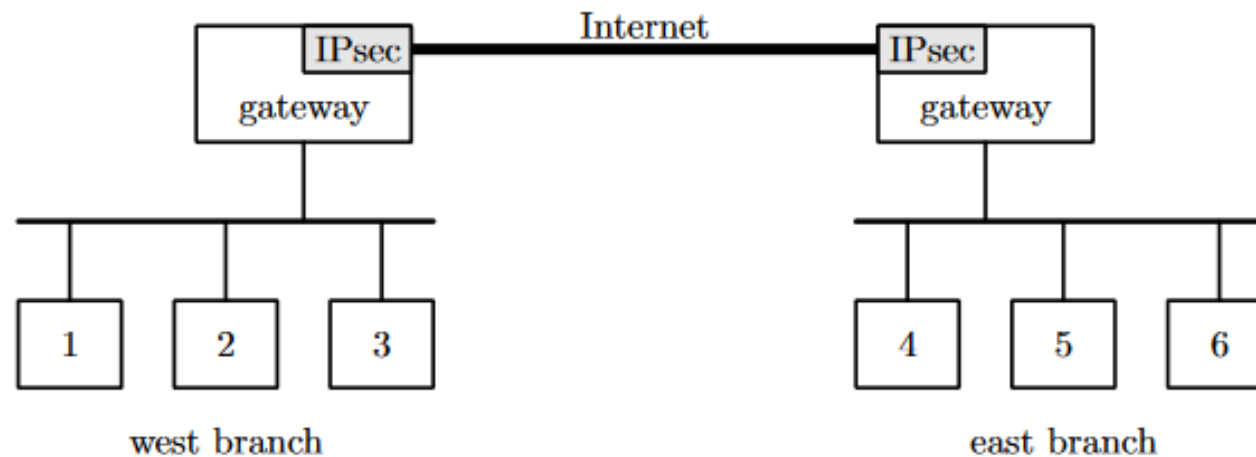 Internet
IPsec IPsec
gateway gateway
1 2 3 4 5 6
west branch east branch